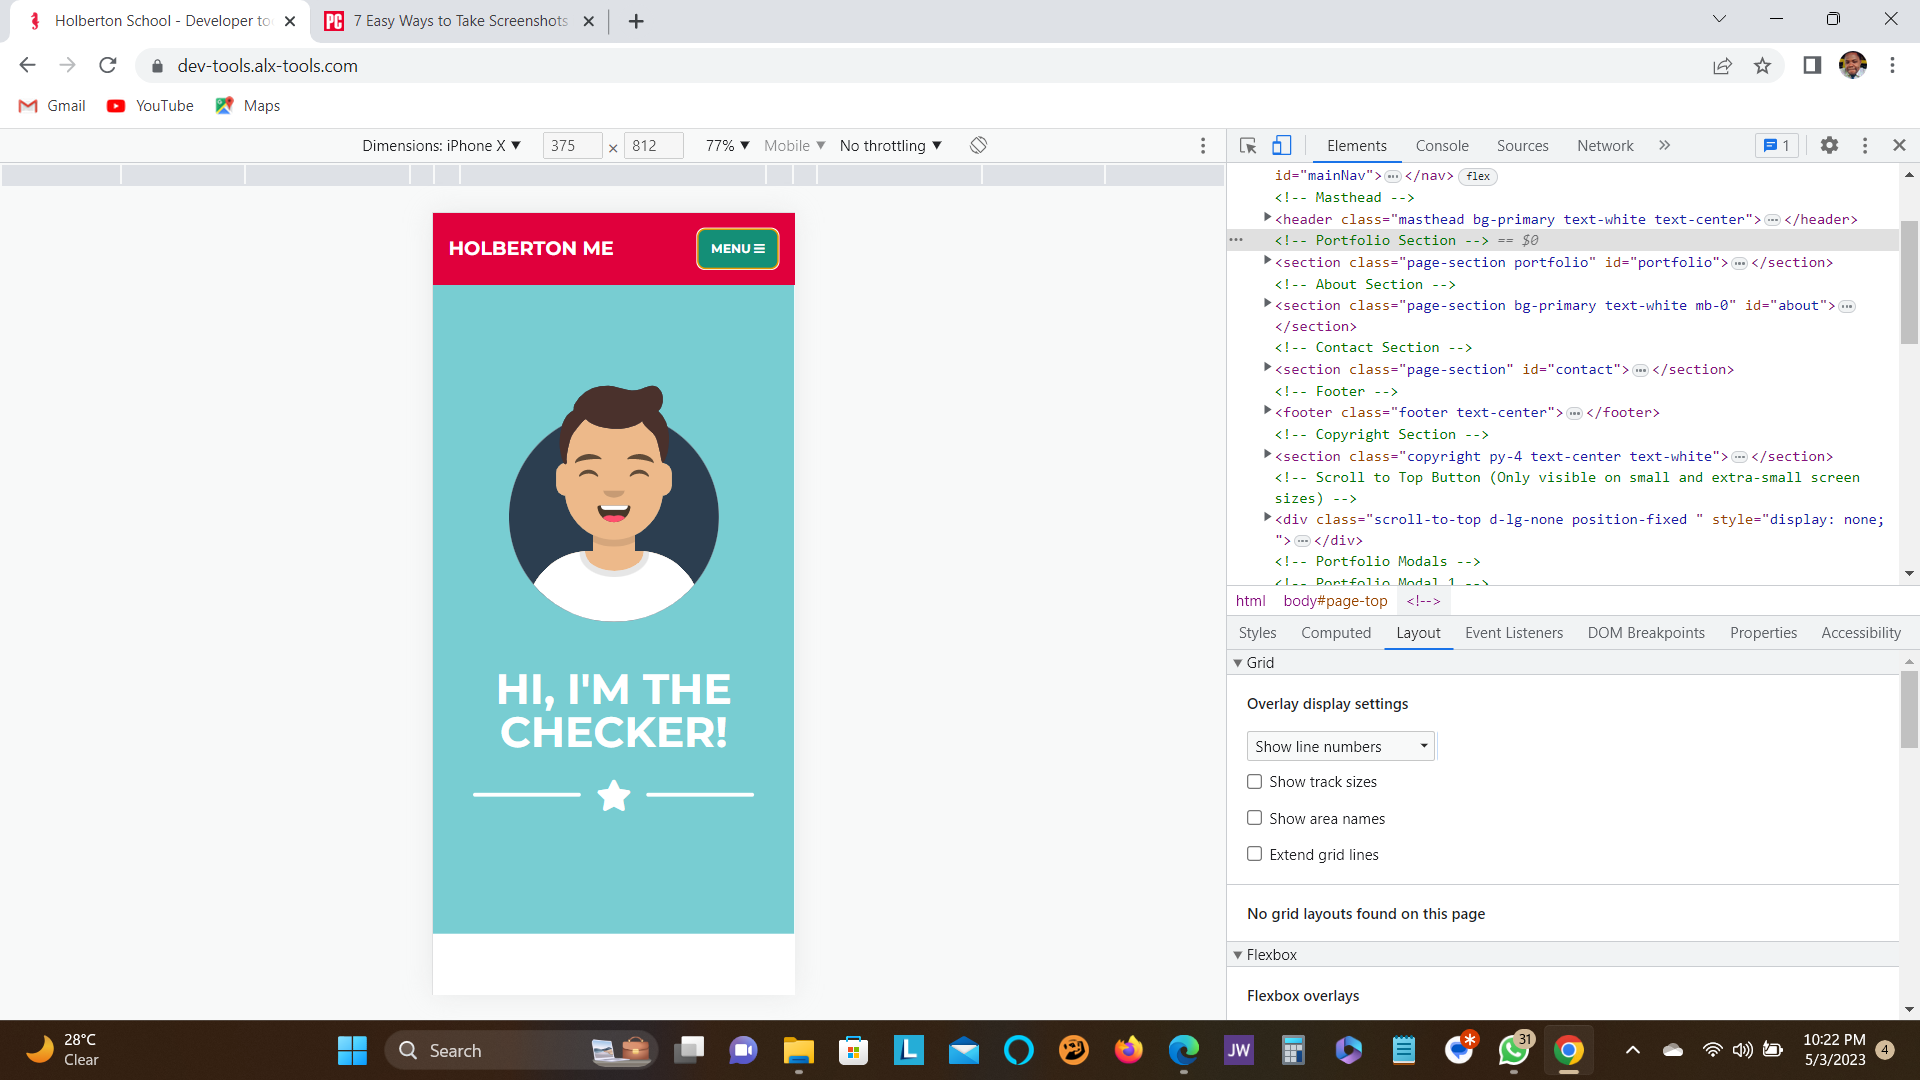 Holberton School - Developer to
7 Easy Ways to Take Screenshots
dev-tools.alx-tools.com
Gmail
YouTube
Maps
Dimensions: iPhone X ▼ 375 × 812 77% ▼ Mobile ▼ No throttling ▼
HOLBERTON ME
MENU
HI, I'M THE
CHECKER!
Elements Console Sources Network » 1
id="mainNav">…</nav> flex
<!-- Masthead -->
<header class="masthead bg-primary text-white text-center">…</header>
<!-- Portfolio Section --> == $0
<section class="page-section portfolio" id="portfolio">…</section>
<!-- About Section -->
<section class="page-section bg-primary text-white mb-0" id="about">…
</section>
<!-- Contact Section -->
<section class="page-section" id="contact">…</section>
<!-- Footer -->
<footer class="footer text-center">…</footer>
<!-- Copyright Section -->
<section class="copyright py-4 text-center text-white">…</section>
<!-- Scroll to Top Button (Only visible on small and extra-small screen
sizes) -->
<div class="scroll-to-top d-lg-none position-fixed " style="display: none;
">…</div>
<!-- Portfolio Modals -->
<!-- Portfolio Modal 1 -->
html body#page-top <!-->
Styles Computed Layout Event Listeners DOM Breakpoints Properties Accessibility
Grid
Overlay display settings
Show line numbers
Show track sizes
Show area names
Extend grid lines
No grid layouts found on this page
Flexbox
Flexbox overlays
28°C
Clear
Search
L
JW
31
10:22 PM
5/3/2023
4